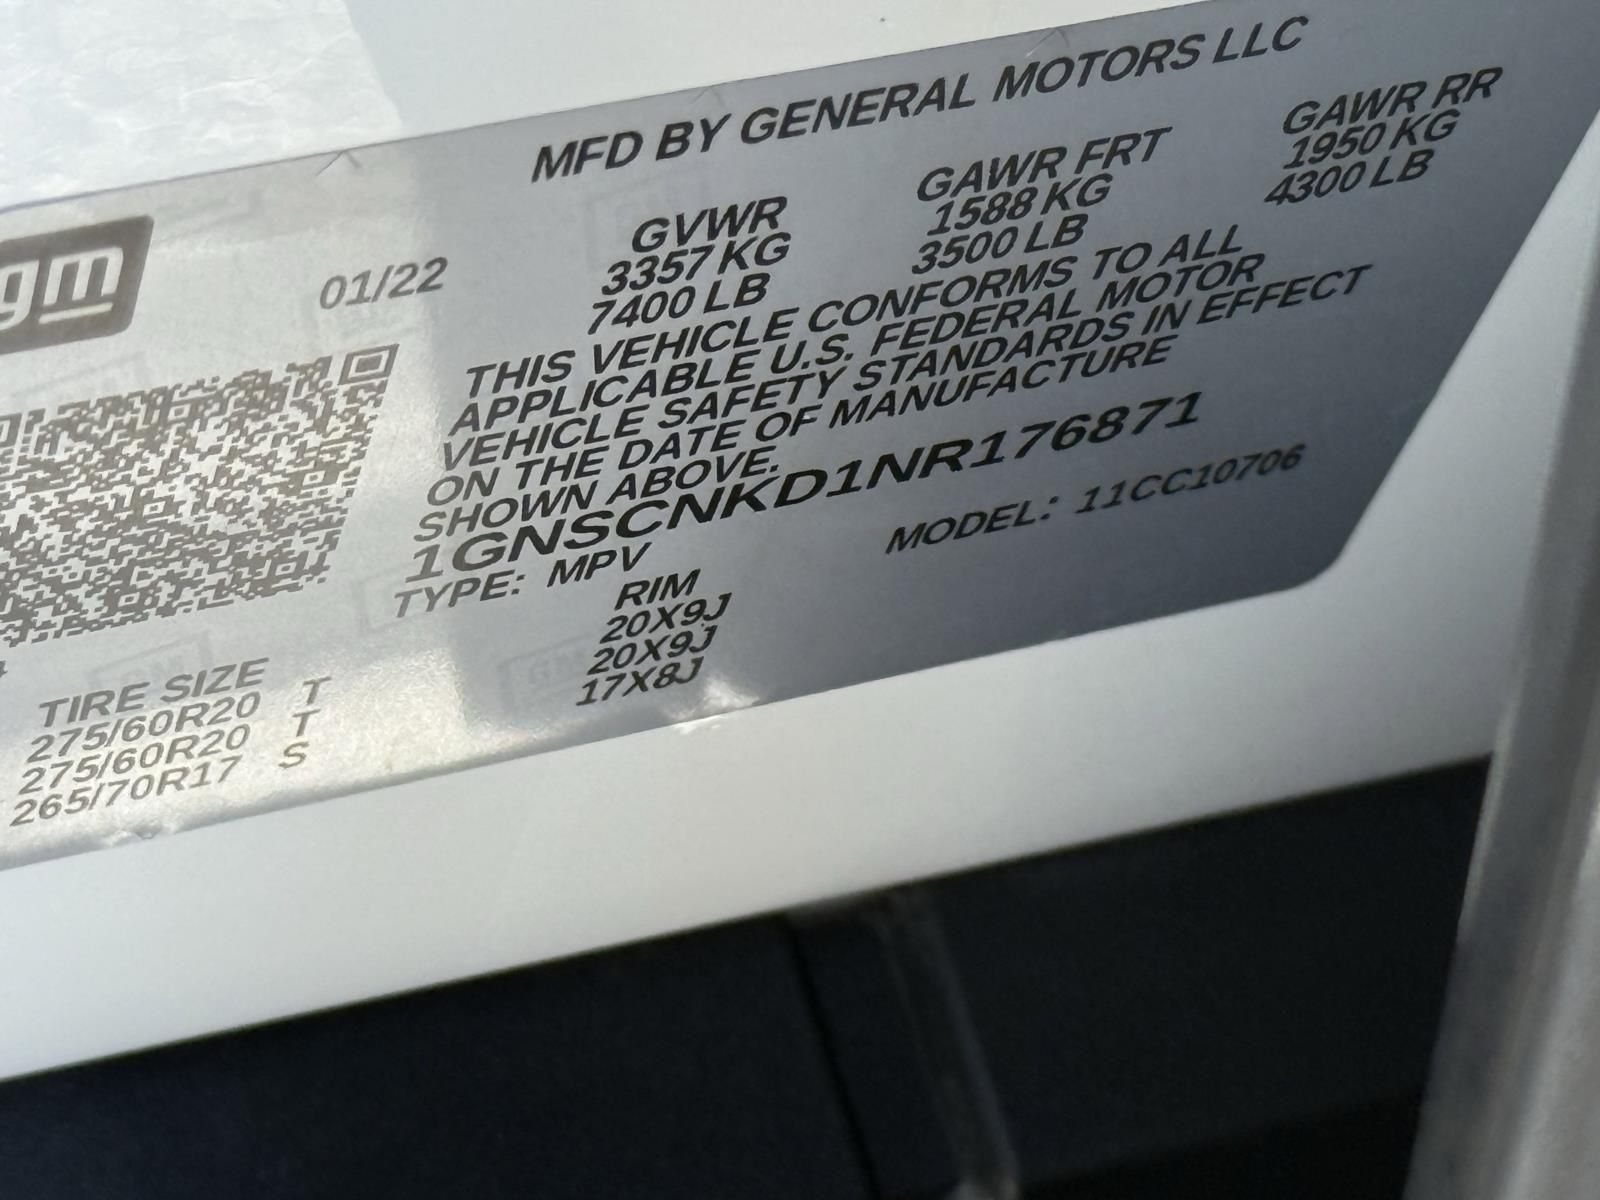 MFD BY GENERAL MOTORS LLC
gm
01/22
GVWR
3357 KG
7400 LB
GAWR FRT
1588 KG
3500 LB
GAWR RR
1950 KG
4300 LB
THIS VEHICLE CONFORMS TO ALL
APPLICABLE U.S. FEDERAL MOTOR
VEHICLE SAFETY STANDARDS IN EFFECT
ON THE DATE OF MANUFACTURE
SHOWN ABOVE.
1GNSCNKD1NR176871
TYPE: MPV MODEL: 11CC10706
TIRE SIZE RIM
275/60R20 T 20X9J
275/60R20 T 20X9J
265/70R17 S 17X8J